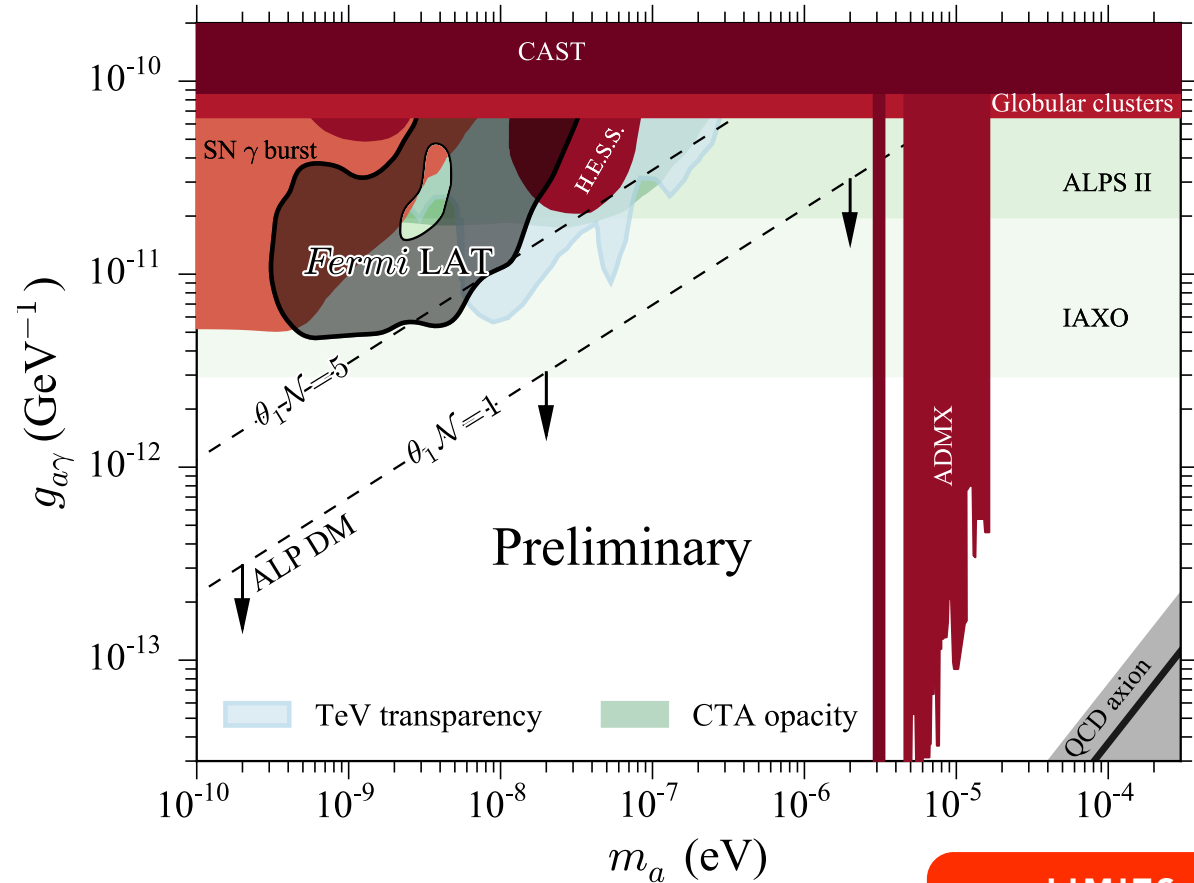 CAST
Globular clusters
SN γ burst
H.E.S.S.
ALPS II
Fermi LAT
IAXO
θ₁𝒩=5
θ₁𝒩=1
ADMX
ALP DM
Preliminary
TeV transparency
CTA opacity
QCD axion
10⁻¹⁰
10⁻¹¹
10⁻¹²
10⁻¹³
g_{aγ} (GeV⁻¹)
10⁻¹⁰ 10⁻⁹ 10⁻⁸ 10⁻⁷ 10⁻⁶ 10⁻⁵ 10⁻⁴
m_a (eV)